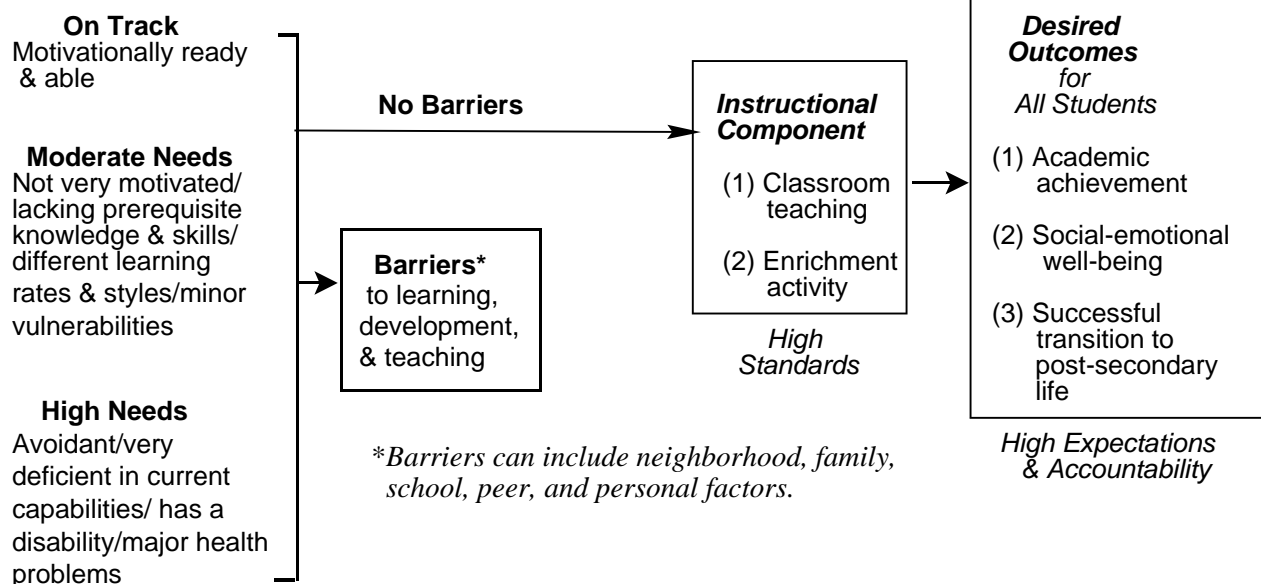 On Track
Motivationally ready
& able
Moderate Needs
Not very motivated/
lacking prerequisite
knowledge & skills/
different learning
rates & styles/minor
vulnerabilities
High Needs
Avoidant/very
deficient in current
capabilities/ has a
disability/major health
problems
No Barriers
Barriers*
to learning,
development,
& teaching
*Barriers can include neighborhood, family,
school, peer, and personal factors.
Instructional
Component
(1) Classroom
teaching
(2) Enrichment
activity
High
Standards
Desired
Outcomes
for
All Students
(1) Academic
achievement
(2) Social-emotional
well-being
(3) Successful
transition to
post-secondary
life
High Expectations
& Accountability